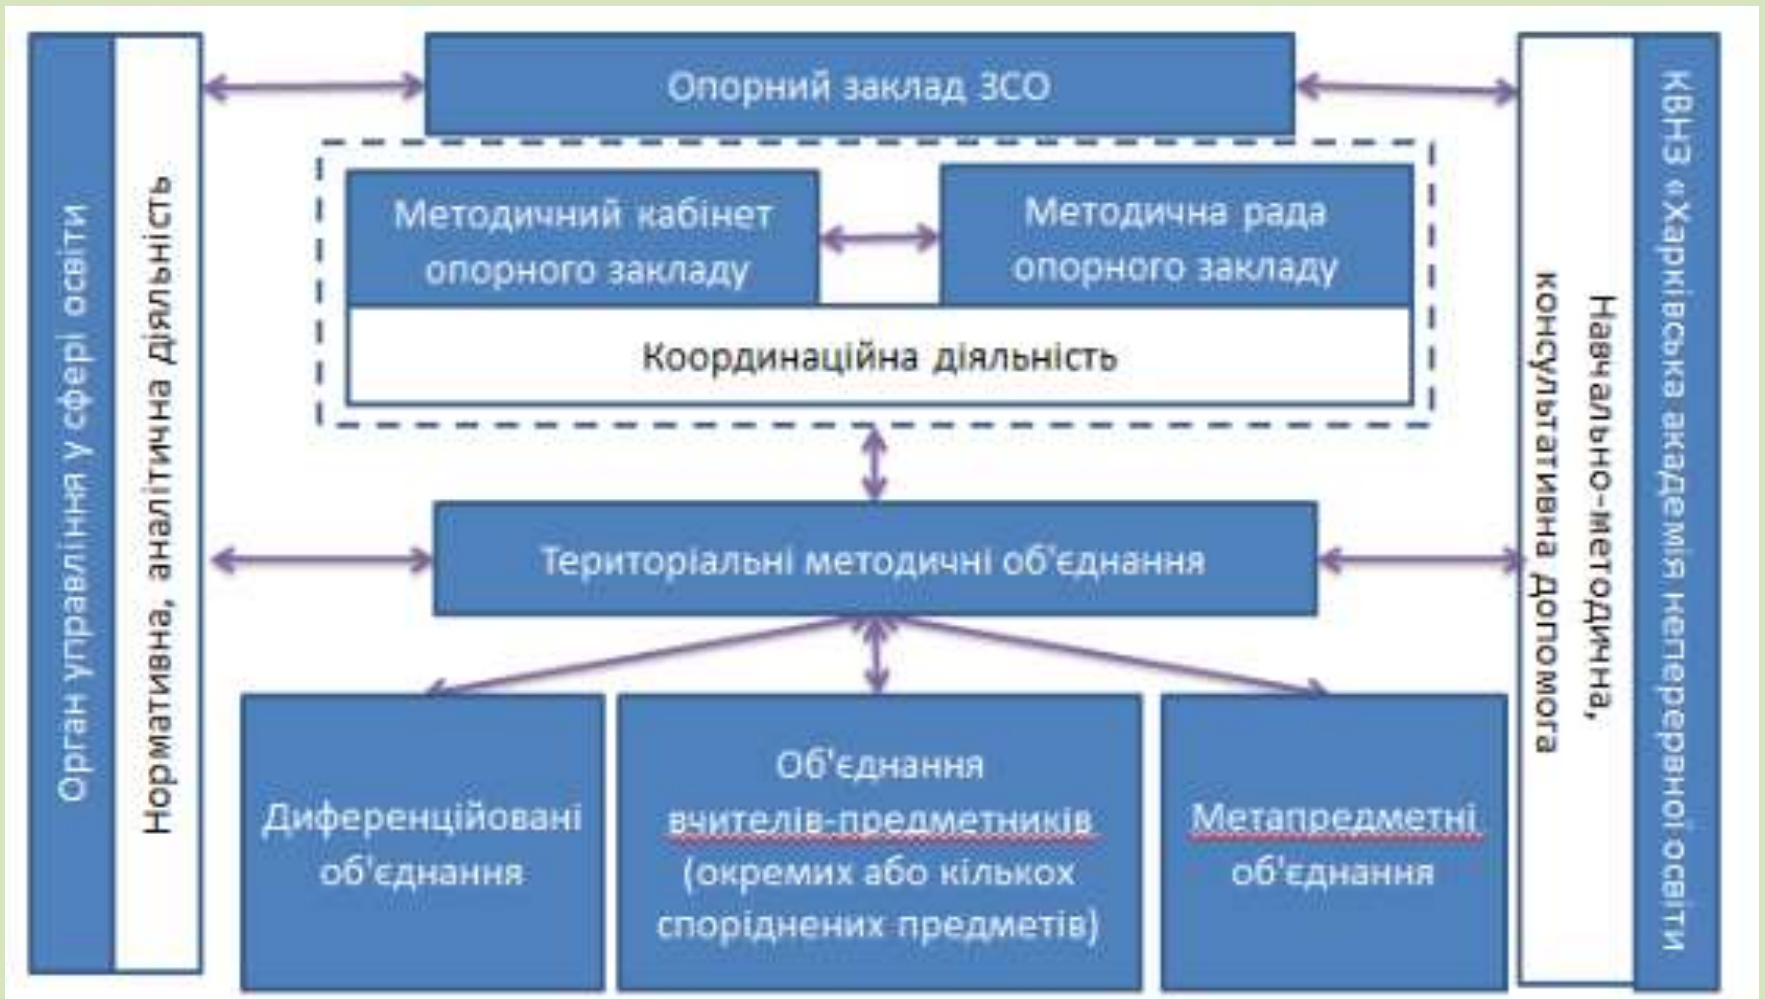 Орган управління у сфері освіти
Нормативна, аналітична діяльність
Опорний заклад ЗСО
Методичний кабінет
опорного закладу
Методична рада
опорного закладу
Координаційна діяльність
Територіальні методичні об'єднання
Диференційовані
об'єднання
Об'єднання
вчителів-предметників
(окремих або кількох
споріднених предметів)
Метапредметні
об'єднання
Навчально-методична,
консультативна допомога
КВНЗ «Харківська академія неперервної освіти